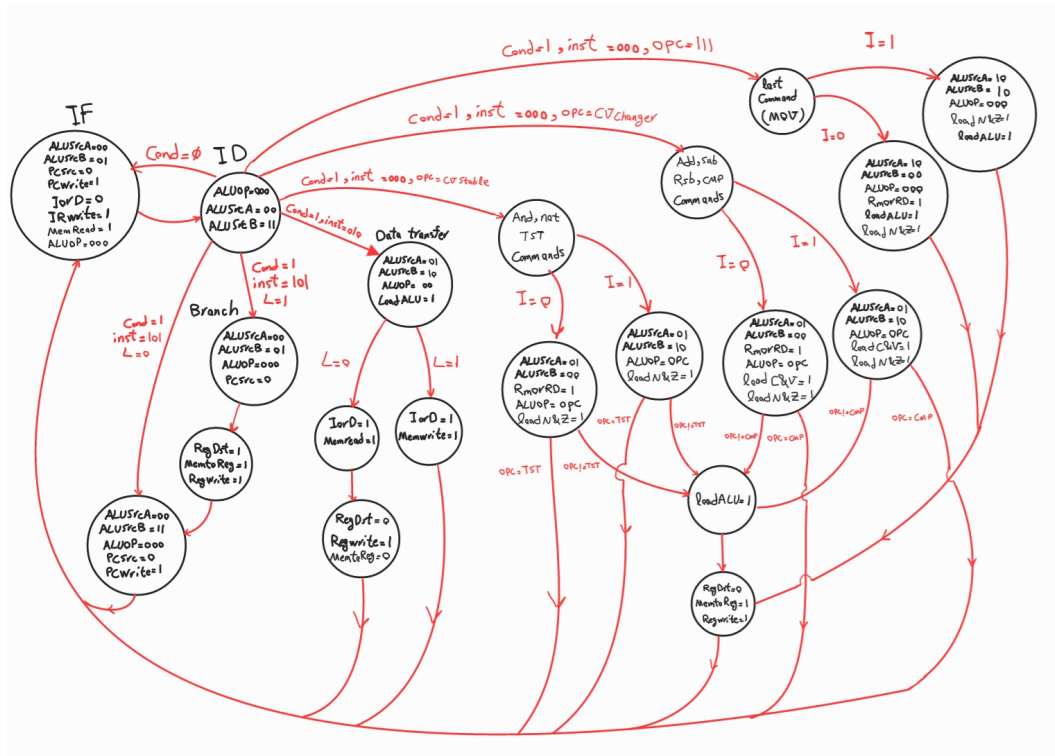 Cond=1, inst =000, OPC=111
I=1
ALUSrcA=10
ALUSrcB=10
ALUOP=000
load N&Z=1
loadALU=1
last
Command
(MOV)
I=0
ALUSrcA=10
ALUSrcB=00
ALUOP=000
RmorRD=1
loadALU=1
load N&Z=1
Cond=1, inst =000, OPC=CVChanger
Add, sub
Rsb, CMP
Commands
I=0
I=1
IF
ALUSrcA=00
ALUSrcB=01
PCSrc=0
PCWrite=1
IorD=0
IRWrite=1
MemRead=1
ALUOP=000
Cond=0
ID
ALUOP=000
ALUSrcA=00
ALUSrcB=11
Cond=1, inst =000, OPC=CVStable
Cond=1, inst=010
And, not
TST
Commands
I=0
I=1
Data transfer
ALUSrcA=01
ALUSrcB=10
ALUOP=00
LoadALU=1
L=0
L=1
Cond=1
inst=101
L=1
Cond=1
inst=101
L=0
Branch
ALUSrcA=00
ALUSrcB=01
ALUOP=000
PCSrc=0
RegDst=1
MemtoReg=1
RegWrite=1
ALUSrcA=00
ALUSrcB=11
ALUOP=000
PCSrc=0
PCWrite=1
IorD=1
Memread=1
IorD=1
Memwrite=1
RegDst=0
Regwrite=1
MemtoReg=0
ALUSrcA=01
ALUSrcB=00
RmorRD=1
ALUOP=OPC
loadN&Z=1
ALUSrcA=01
ALUSrcB=10
ALUOP=OPC
load N&Z=1
ALUSrcA=01
ALUSrcB=00
RmorRD=1
ALUOP=OPC
load C&V=1
load N&Z=1
ALUSrcA=01
ALUSrcB=10
ALUOP=OPC
load C&V=1
load N&Z=1
OPC=TST
OPC!=TST
OPC=TST
OPC!=TST
OPC!=CMP
OPC=CMP
OPC!=CMP
OPC=CMP
loadALU=1
RegDst=0
MemtoReg=1
Regwrite=1